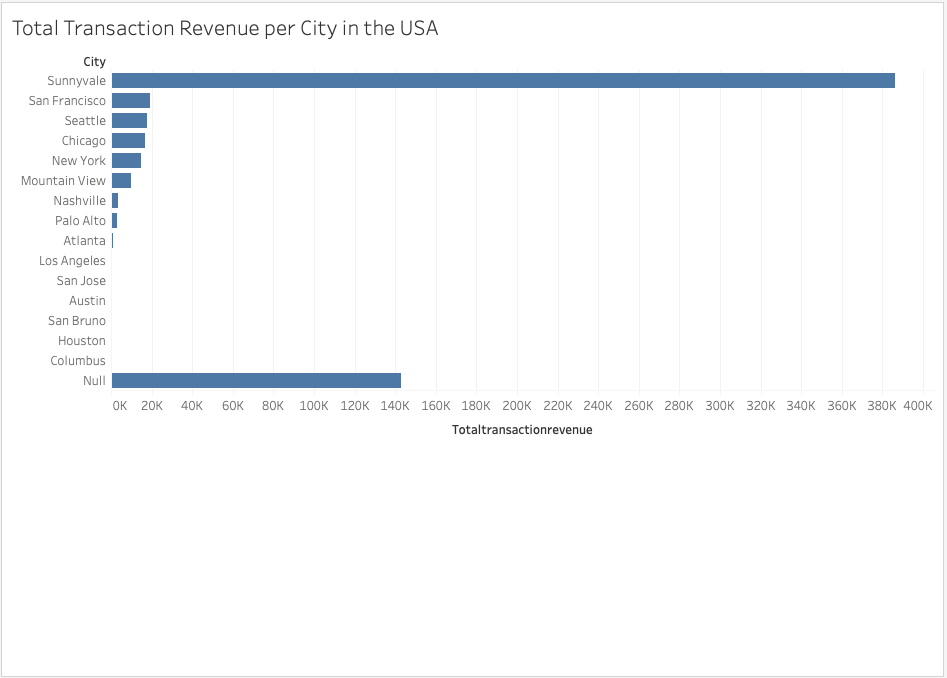 Total Transaction Revenue per City in the USA
City
Sunnyvale
San Francisco
Seattle
Chicago
New York
Mountain View
Nashville
Palo Alto
Atlanta
Los Angeles
San Jose
Austin
San Bruno
Houston
Columbus
Null
0K 20K 40K 60K 80K 100K 120K 140K 160K 180K 200K 220K 240K 260K 280K 300K 320K 340K 360K 380K 400K
Totaltransactionrevenue